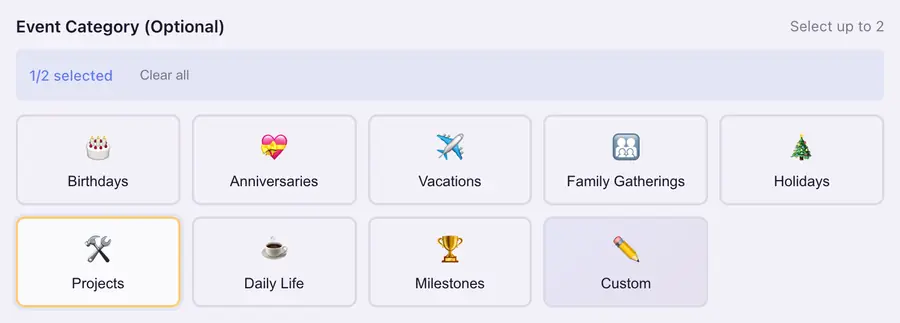 Event Category (Optional)
Select up to 2
1/2 selected
Clear all
Birthdays
Anniversaries
Vacations
Family Gatherings
Holidays
Projects
Daily Life
Milestones
Custom